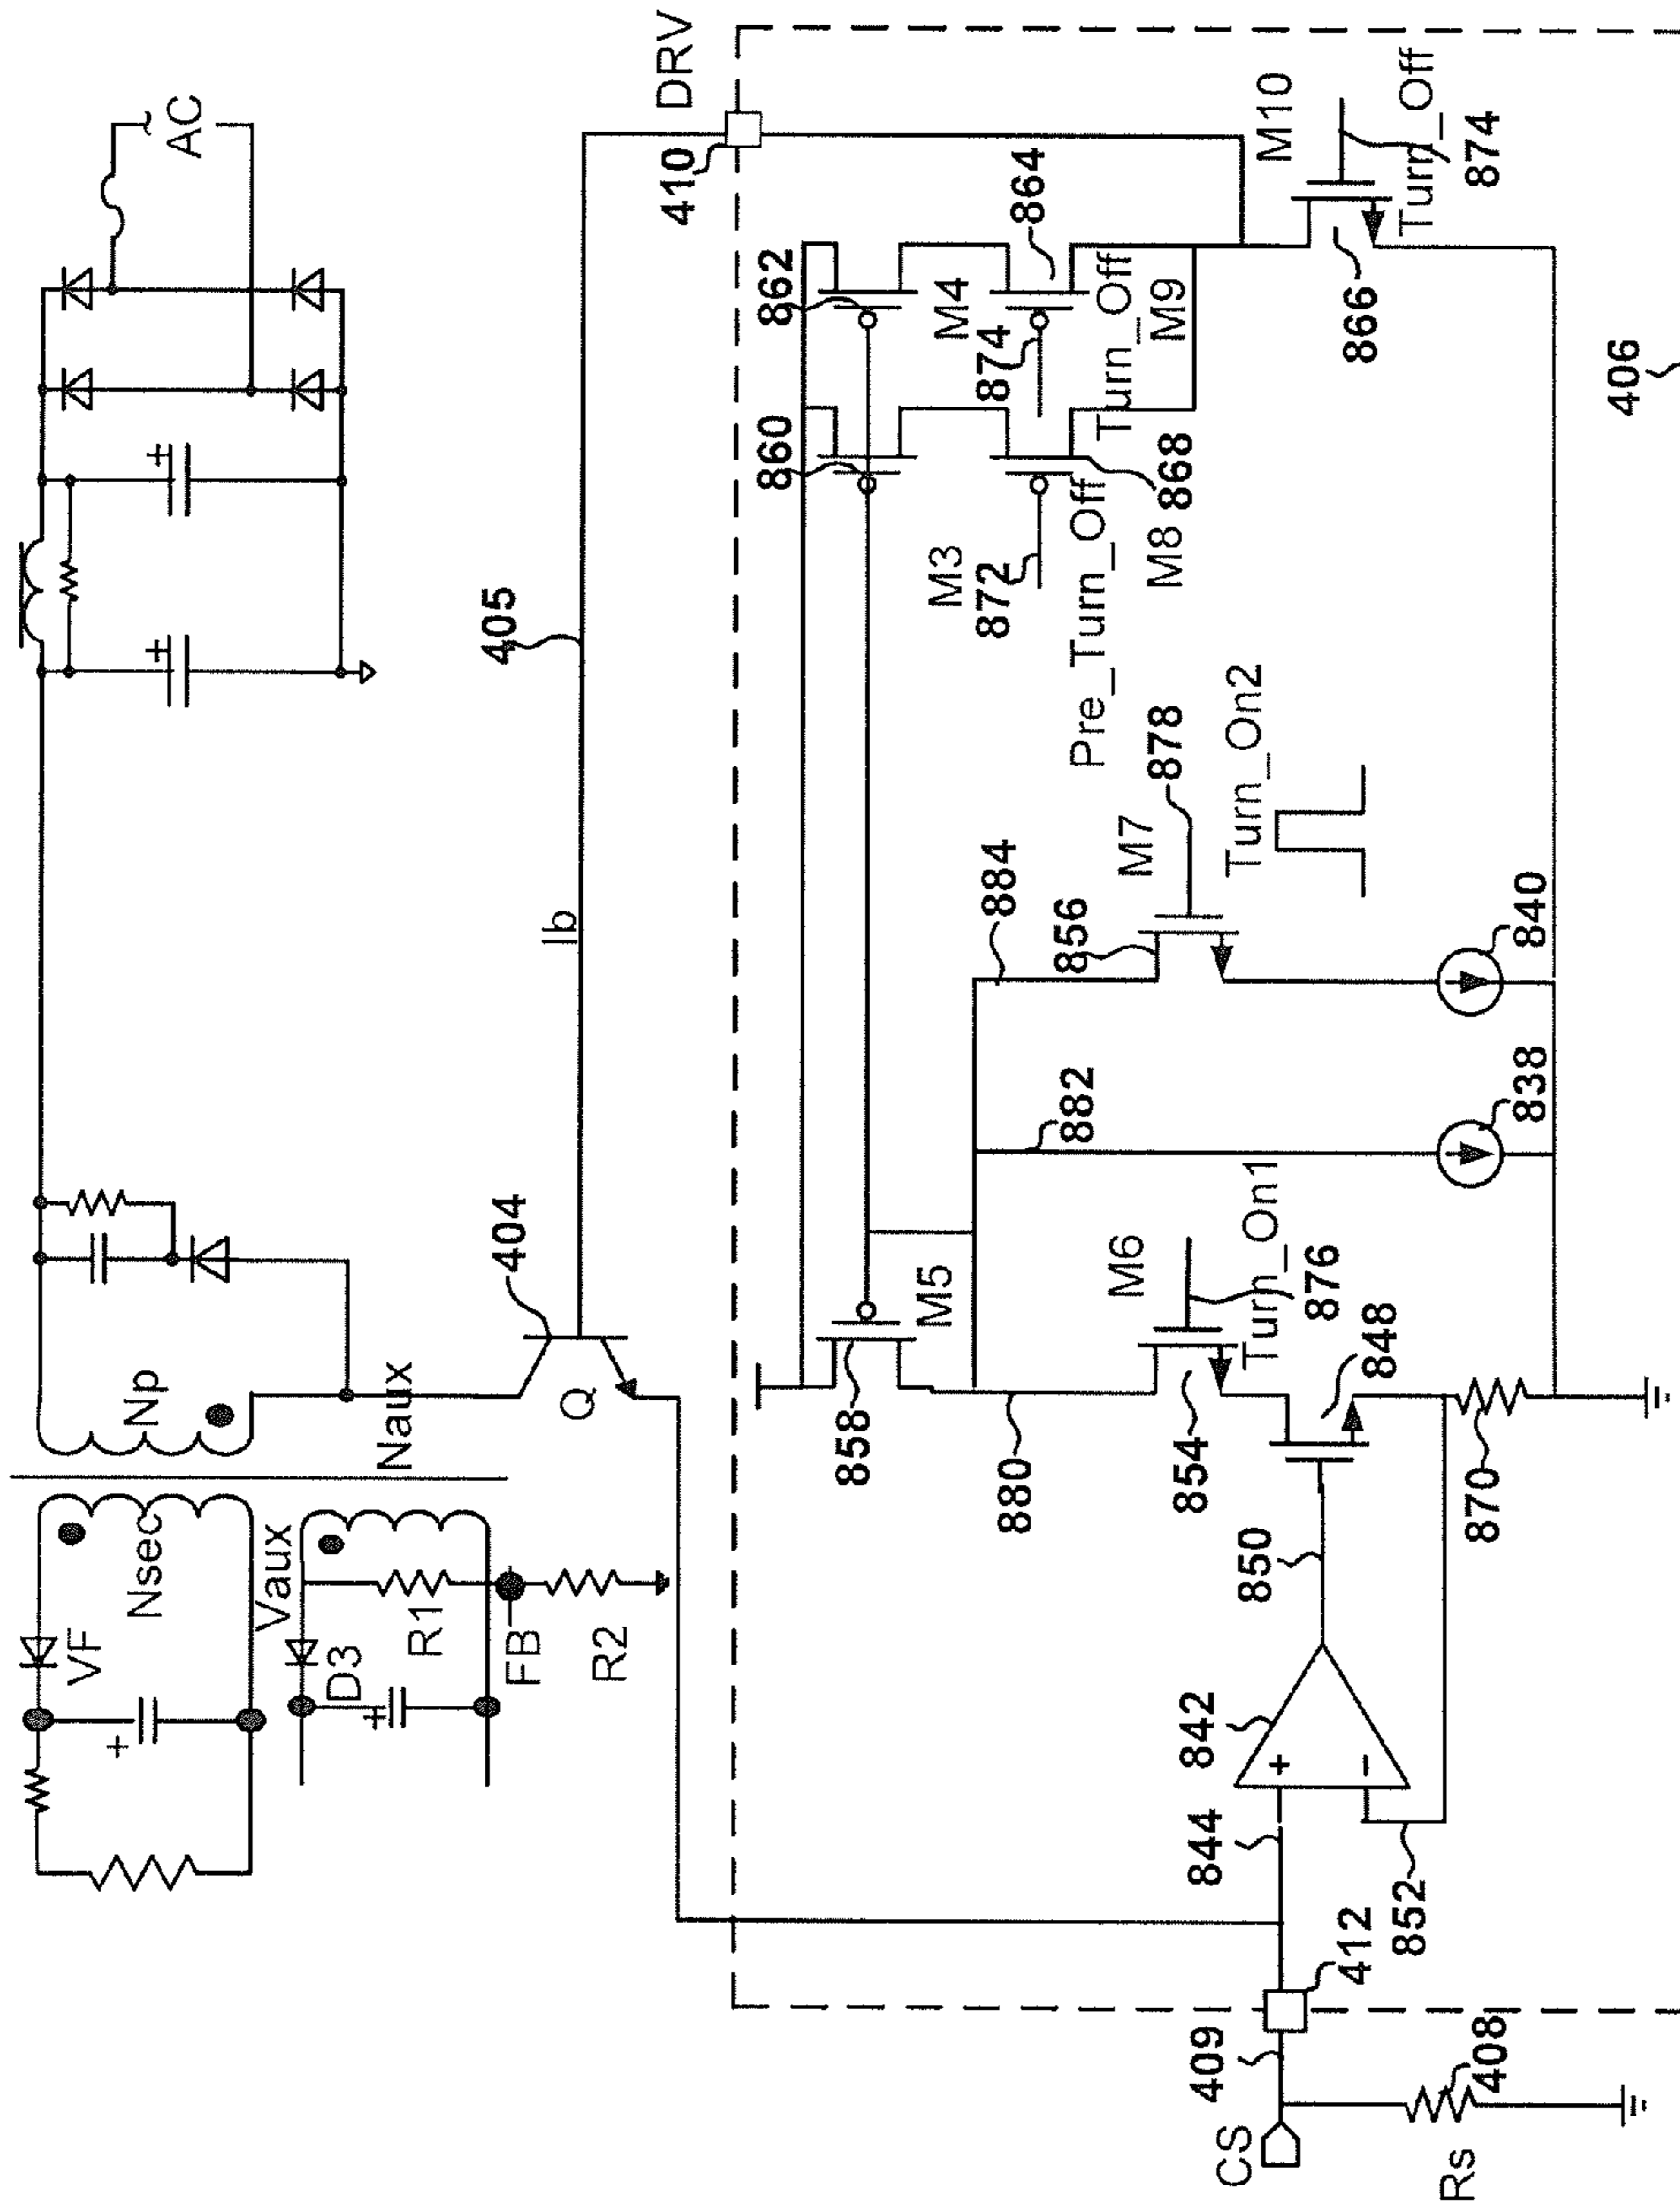 +
VF
Nsec
Np
+
+
AC
Vaux
D3
+
R1
Naux
FB
R2
Q
404
Ib
405
DRV
410
858
M5
860
862
M3
872
M4
874
864
880
882
884
Pre_Turn_Off
Turn_Off
M6
M7
856
878
M8
868
M9
854
Turn_On1
876
Turn_On2
M10
866
Turn_Off
874
CS
409
412
844
842
+
-
850
848
852
Rs
408
870
838
840
406